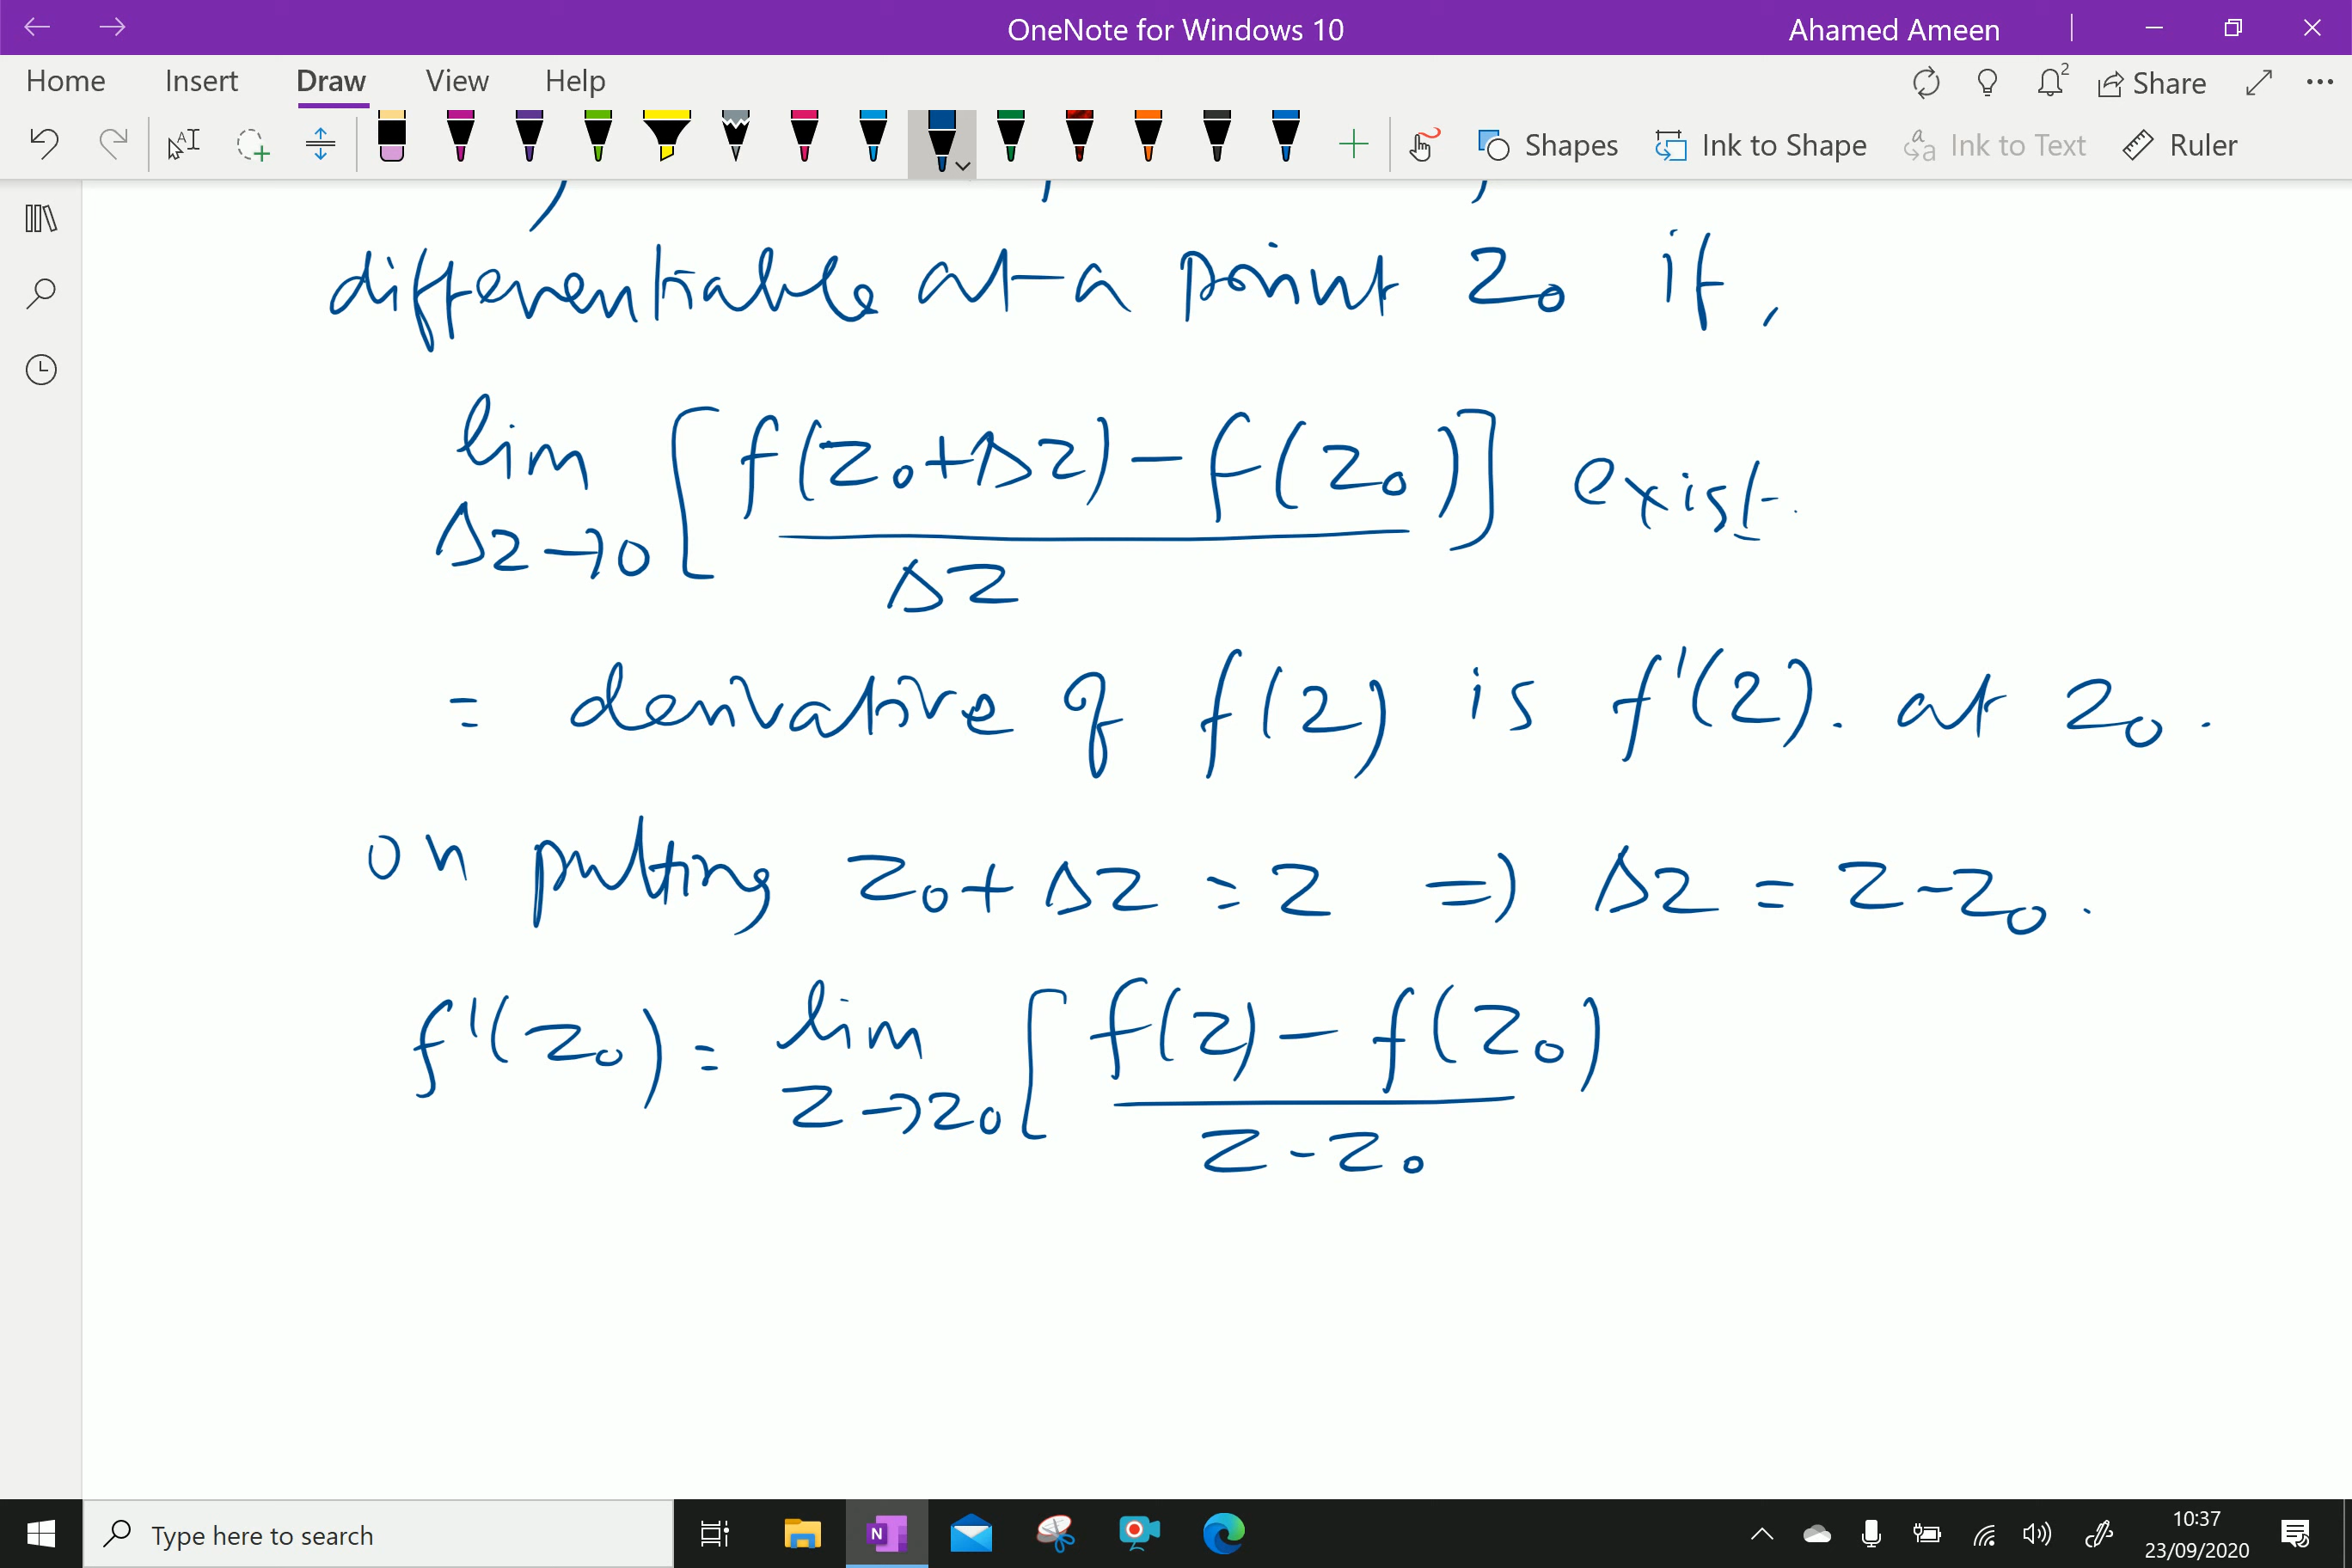 OneNote for Windows 10 Ahamed Ameen
Home Insert Draw View Help 2 Share
Shapes Ink to Shape Ink to Text Ruler
differentiable at a point z₀ if,
lim Δz→0 [ f(z₀+Δz) − f(z₀) / Δz ] exist.
= derivative of f(z) is f'(z). at z₀.
on putting z₀ + Δz = z ⇒ Δz = z − z₀.
f'(z₀) = lim z→z₀ [ f(z) − f(z₀) / z − z₀
Type here to search
10:37
23/09/2020